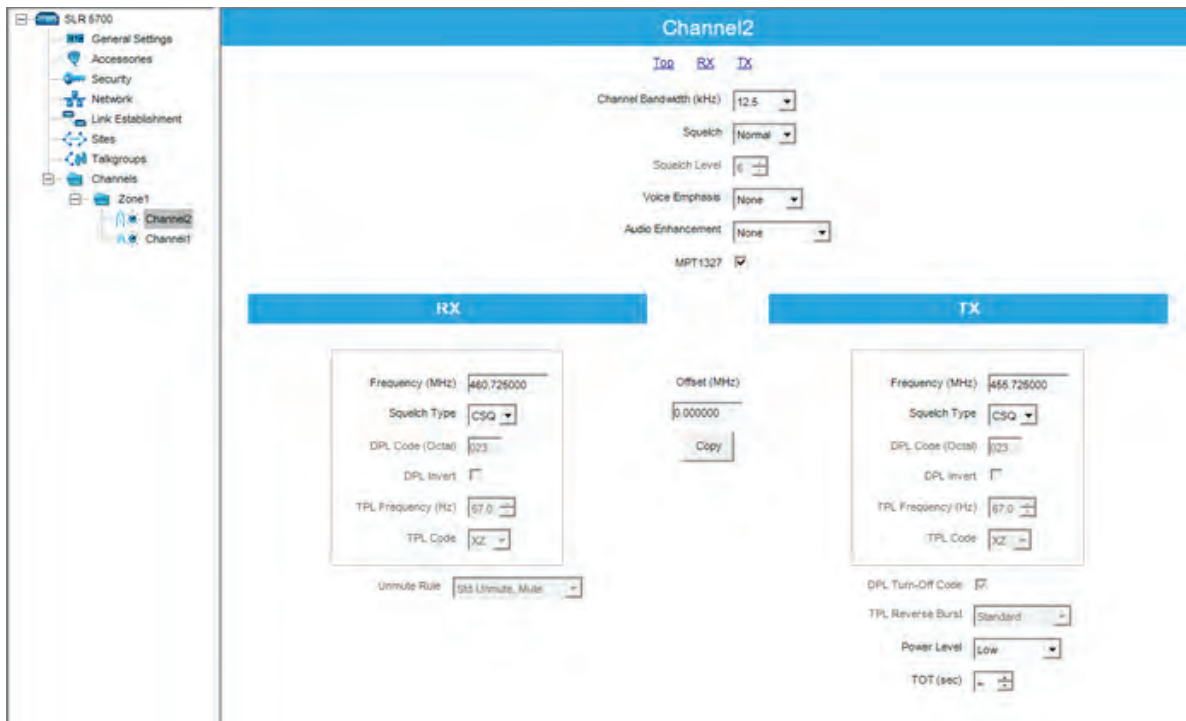 SLR 5700
General Settings
Accessories
Security
Network
Link Establishment
Sites
Talkgroups
Channels
Zone1
Channel2
Channel1
Channel2
Top RX TX
Channel Bandwidth (kHz) 12.5
Squelch Normal
Squelch Level 6
Voice Emphasis None
Audio Enhancement None
MPT1327
RX
Frequency (MHz) 460.725000
Squelch Type CSQ
DPL Code (Octal) 023
DPL Invert
TPL Frequency (Hz) 67.0
TPL Code XZ
Unmute Rule Std Unmute, Mute
Offset (MHz)
0.000000
Copy
TX
Frequency (MHz) 455.725000
Squelch Type CSQ
DPL Code (Octal) 023
DPL Invert
TPL Frequency (Hz) 67.0
TPL Code XZ
DPL Turn-Off Code
TPL Reverse Burst Standard
Power Level Low
TOT (sec)